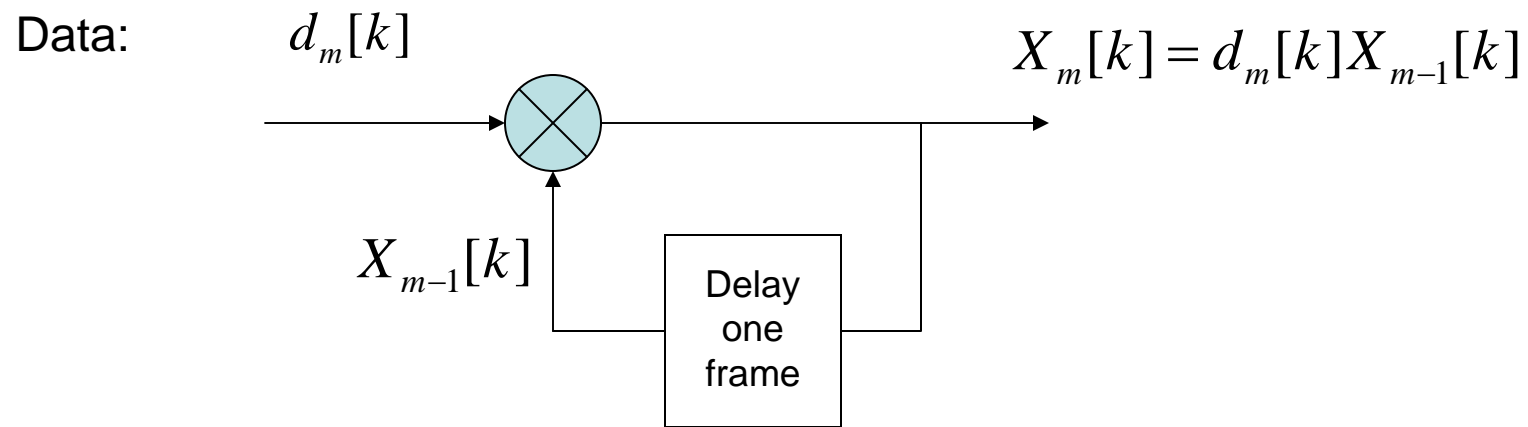 Data:
d_m[k]
X_m[k] = d_m[k]X_{m-1}[k]
X_{m-1}[k]
Delay
one
frame